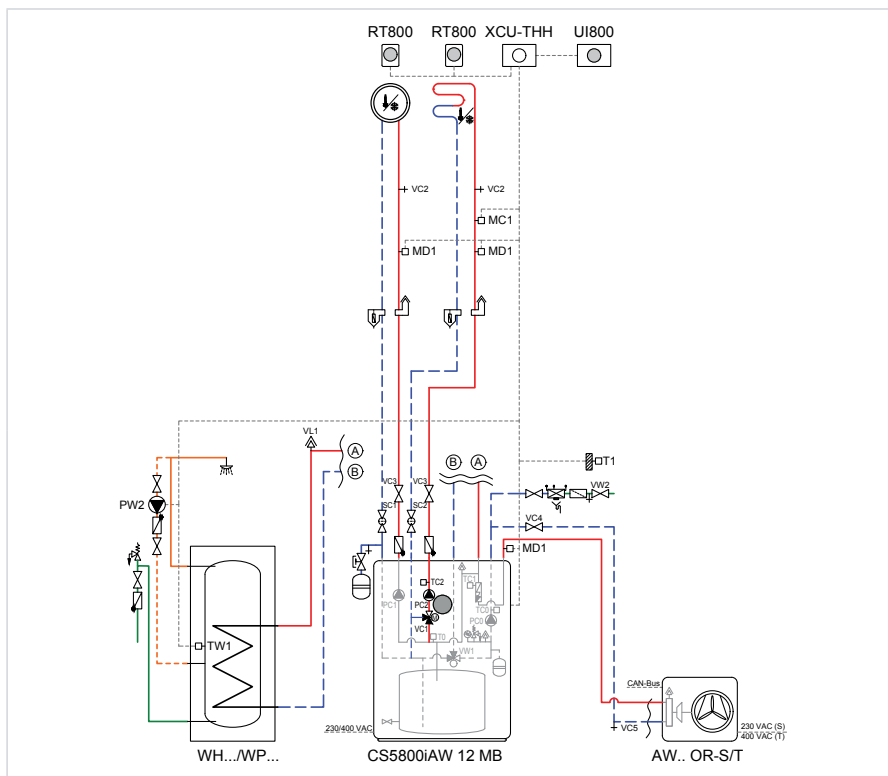 RT800 RT800 XCU-THH UI800
VC2 VC2
MC1
MD1 MD1
VL1
A
B
B A
T1
VC3 VC3
VW2
PW2
SC1 SC2
VC4
MD1
TC2
TC1
PC1 PC2
TC0
PC0
VC1
M
T0
TW1
VW1
CAN-Bus
230/400 VAC
VC5
230 VAC (S)
400 VAC (T)
WH.../WP... CS5800iAW 12 MB AW.. OR-S/T